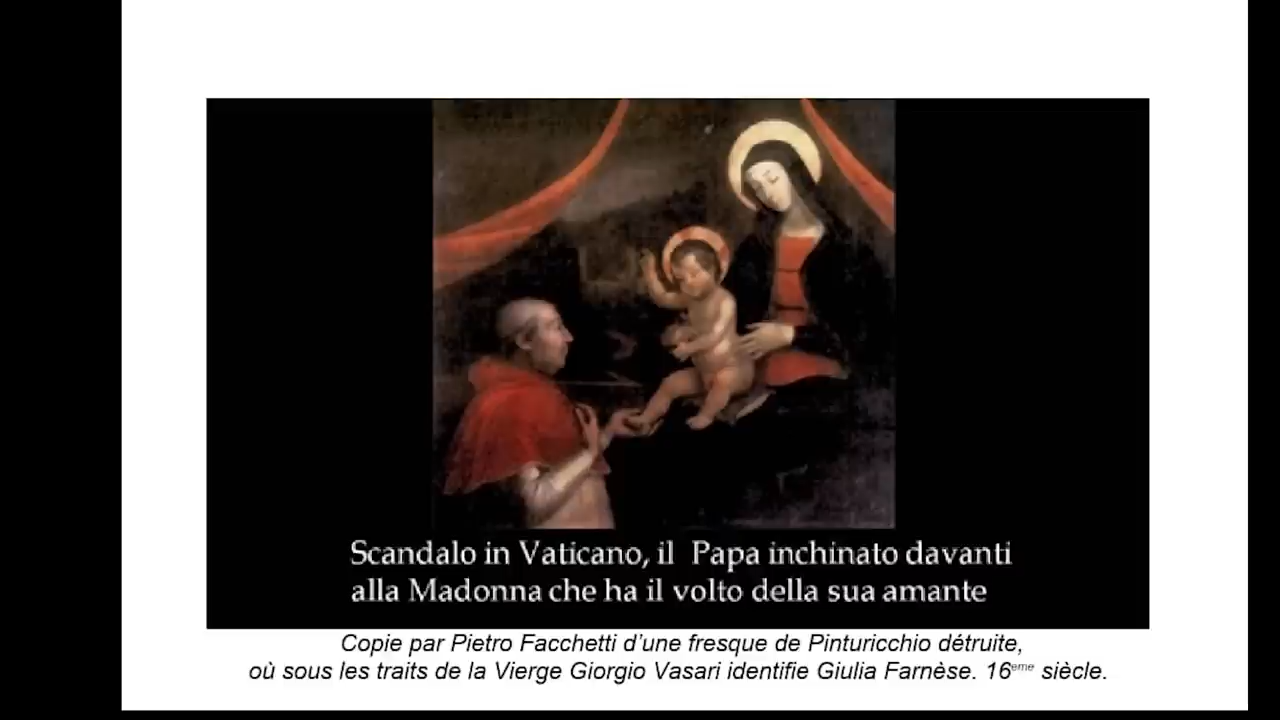 Scandalo in Vaticano, il Papa inchinato davanti
alla Madonna che ha il volto della sua amante
Copie par Pietro Facchetti d'une fresque de Pinturicchio détruite,
où sous les traits de la Vierge Giorgio Vasari identifie Giulia Farnèse. 16eme siècle.